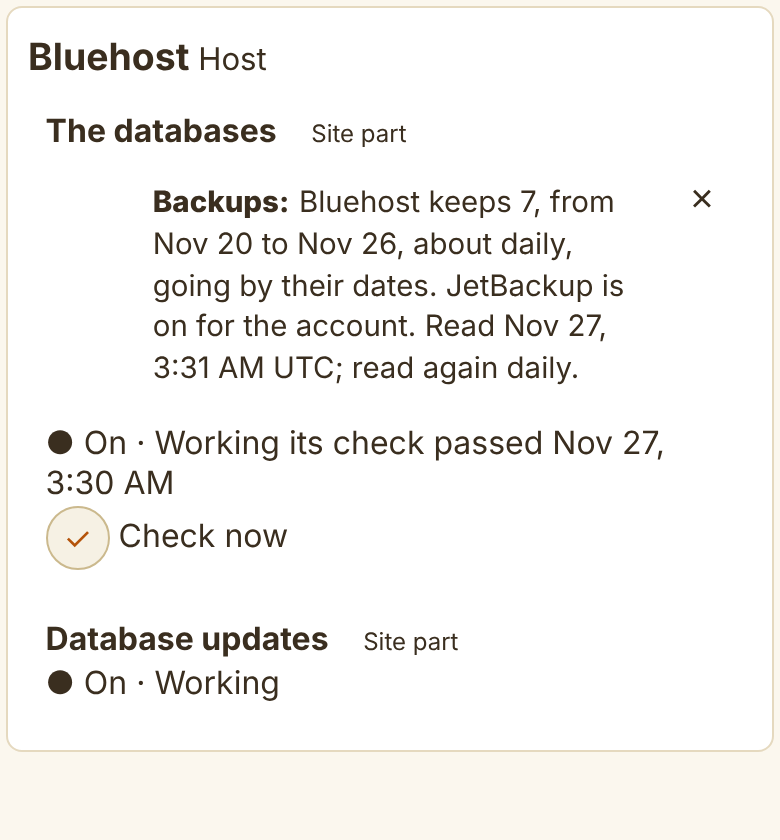 Bluehost Host
The databases Site part
Backups: Bluehost keeps 7, from
Nov 20 to Nov 26, about daily,
going by their dates. JetBackup is
on for the account. Read Nov 27,
3:31 AM UTC; read again daily.
● On · Working its check passed Nov 27,
3:30 AM
Check now
Database updates Site part
● On · Working